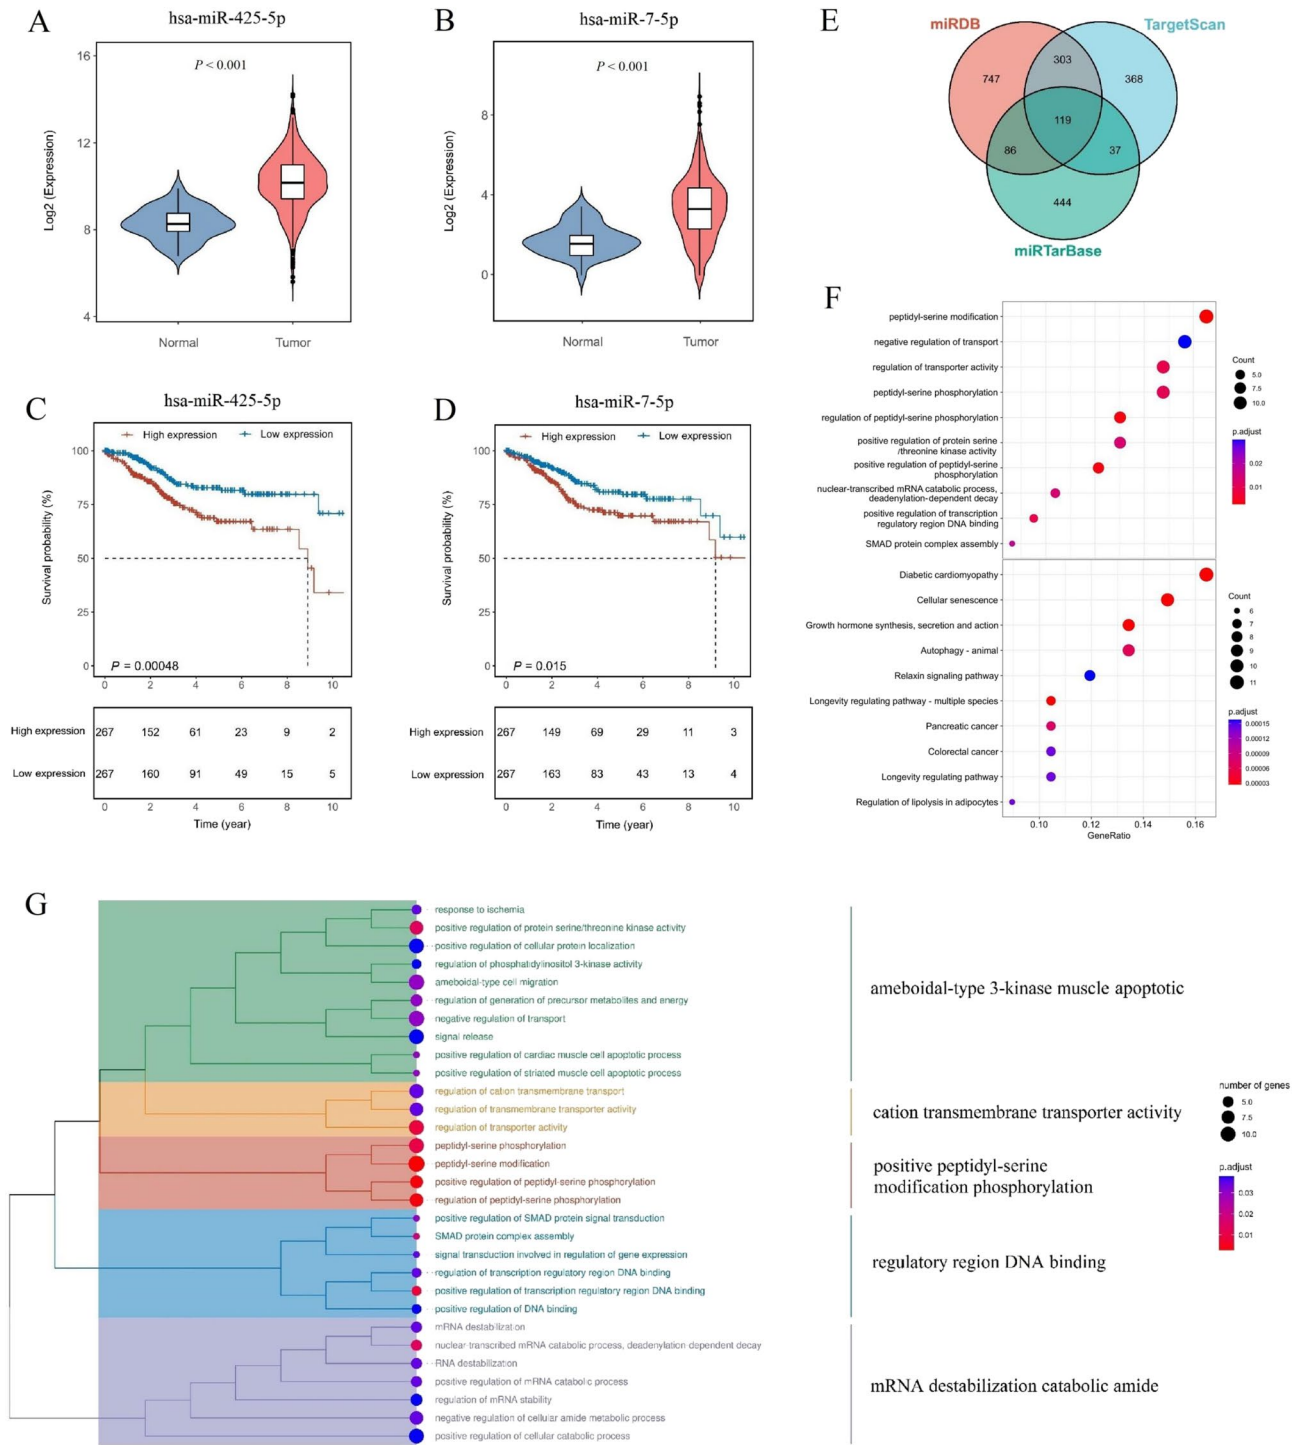 A
hsa-miR-425-5p
P < 0.001
Log2 (Expression)
16
12
8
4
Normal
Tumor
B
hsa-miR-7-5p
P < 0.001
Log2 (Expression)
8
4
0
Normal
Tumor
E
miRDB
TargetScan
747
303
368
119
86
37
444
miRTarBase
C
hsa-miR-425-5p
High expression
Low expression
Survival probability (%)
100
75
50
25
0
P = 0.00048
0 2 4 6 8 10
High expression 267 152 61 23 9 2
Low expression 267 160 91 49 15 5
0 2 4 6 8 10
Time (year)
D
hsa-miR-7-5p
High expression
Low expression
Survival probability (%)
100
75
50
25
0
P = 0.015
0 2 4 6 8 10
High expression 267 149 69 29 11 3
Low expression 267 163 83 43 13 4
0 2 4 6 8 10
Time (year)
F
peptidyl-serine modification
negative regulation of transport
regulation of transporter activity
peptidyl-serine phosphorylation
regulation of peptidyl-serine phosphorylation
positive regulation of protein serine
/threonine kinase activity
positive regulation of peptidyl-serine
phosphorylation
nuclear-transcribed mRNA catabolic process,
deadenylation-dependent decay
positive regulation of transcription
regulatory region DNA binding
SMAD protein complex assembly
Count
5.0
7.5
10.0
p.adjust
0.02
0.01
Diabetic cardiomyopathy
Cellular senescence
Growth hormone synthesis, secretion and action
Autophagy - animal
Relaxin signaling pathway
Longevity regulating pathway - multiple species
Pancreatic cancer
Colorectal cancer
Longevity regulating pathway
Regulation of lipolysis in adipocytes
0.10 0.12 0.14 0.16
GeneRatio
Count
6
7
8
9
10
11
p.adjust
0.00015
0.00012
0.00009
0.00006
0.00003
G
response to ischemia
positive regulation of protein serine/threonine kinase activity
positive regulation of cellular protein localization
regulation of phosphatidylinositol 3-kinase activity
ameboidal-type cell migration
regulation of generation of precursor metabolites and energy
negative regulation of transport
signal release
positive regulation of cardiac muscle cell apoptotic process
positive regulation of striated muscle cell apoptotic process
regulation of cation transmembrane transport
regulation of transmembrane transporter activity
regulation of transporter activity
peptidyl-serine phosphorylation
peptidyl-serine modification
positive regulation of peptidyl-serine phosphorylation
regulation of peptidyl-serine phosphorylation
positive regulation of SMAD protein signal transduction
SMAD protein complex assembly
signal transduction involved in regulation of gene expression
regulation of transcription regulatory region DNA binding
positive regulation of transcription regulatory region DNA binding
positive regulation of DNA binding
mRNA destabilization
nuclear-transcribed mRNA catabolic process, deadenylation-dependent decay
RNA destabilization
positive regulation of mRNA catabolic process
regulation of mRNA stability
negative regulation of cellular amide metabolic process
positive regulation of cellular catabolic process
ameboidal-type 3-kinase muscle apoptotic
cation transmembrane transporter activity
positive peptidyl-serine
modification phosphorylation
regulatory region DNA binding
mRNA destabilization catabolic amide
number of genes
5.0
7.5
10.0
p.adjust
0.03
0.02
0.01